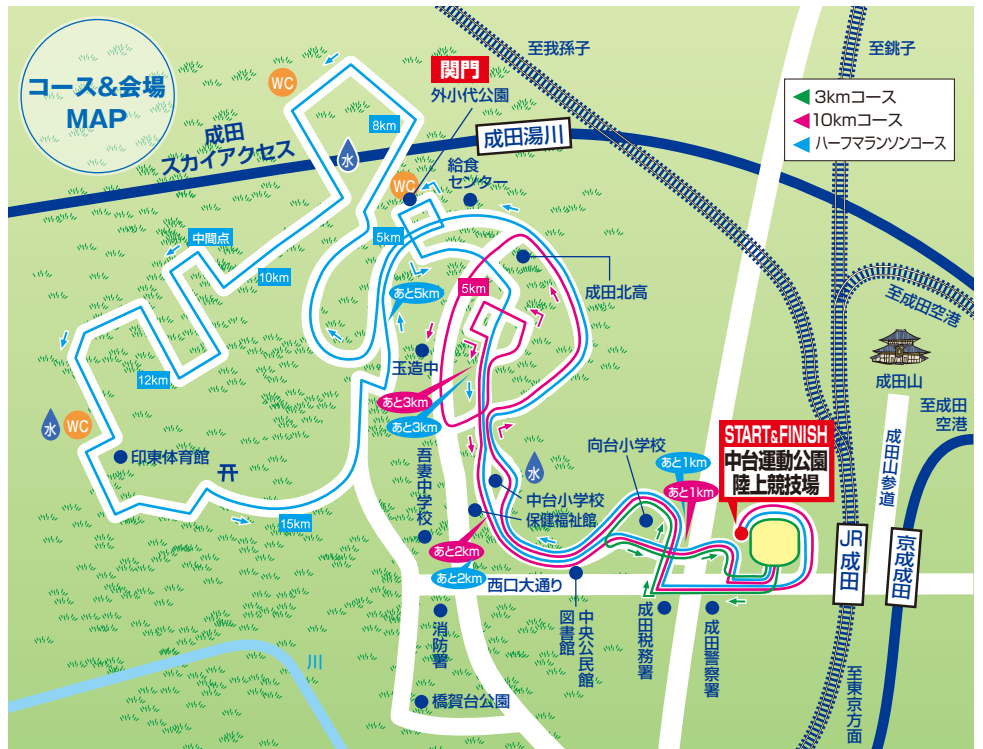 コース&会場
MAP
至我孫子
至銚子
関門
外小代公園
3kmコース
10kmコース
ハーフマラソンコース
WC
8km
成田
スカイアクセス
水
成田湯川
給食
センター
WC
5km
中間点
10km
あと5km
5km
成田北高
至成田空港
成田山
12km
玉造中
あと3km
あと3km
至成田
空港
水
WC
印東体育館
吾妻中学校
水
向台小学校
あと1km
あと1km
START&FINISH
中台運動公園
陸上競技場
成田山参道
中台小学校
保健福祉館
15km
あと2km
あと2km
西口大通り
JR成田
京成成田
消防署
中央公民館
図書館
成田税務署
成田警察署
川
橋賀台公園
至東京方面